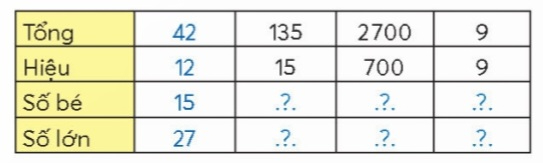 Tổng 42 135 2700 9
Hiệu 12 15 700 9
Số bé 15 .?. .?. .?.
Số lớn 27 .?. .?. .?.